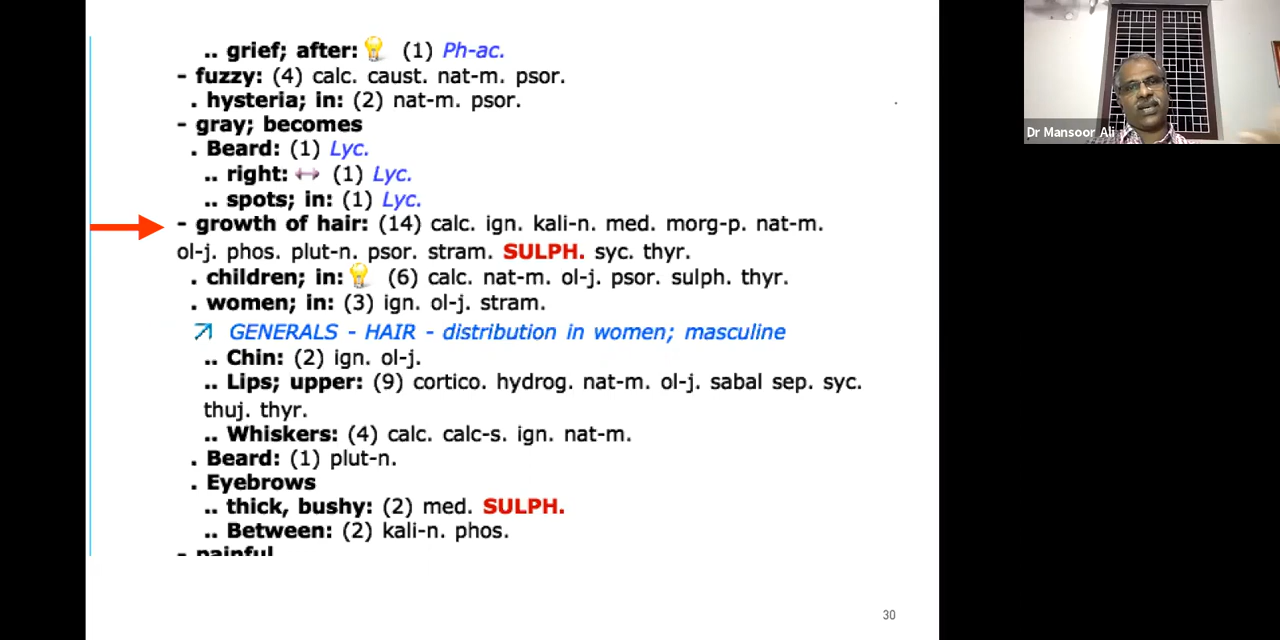 .. grief; after: (1) Ph-ac.
- fuzzy: (4) calc. caust. nat-m. psor.
. hysteria; in: (2) nat-m. psor.
- gray; becomes
. Beard: (1) Lyc.
.. right: (1) Lyc.
.. spots; in: (1) Lyc.
- growth of hair: (14) calc. ign. kali-n. med. morg-p. nat-m.
ol-j. phos. plut-n. psor. stram. SULPH. syc. thyr.
. children; in: (6) calc. nat-m. ol-j. psor. sulph. thyr.
. women; in: (3) ign. ol-j. stram.
GENERALS - HAIR - distribution in women; masculine
.. Chin: (2) ign. ol-j.
.. Lips; upper: (9) cortico. hydrog. nat-m. ol-j. sabal sep. syc.
thuj. thyr.
.. Whiskers: (4) calc. calc-s. ign. nat-m.
. Beard: (1) plut-n.
. Eyebrows
.. thick, bushy: (2) med. SULPH.
.. Between: (2) kali-n. phos.
- painful
30
Dr Mansoor Ali